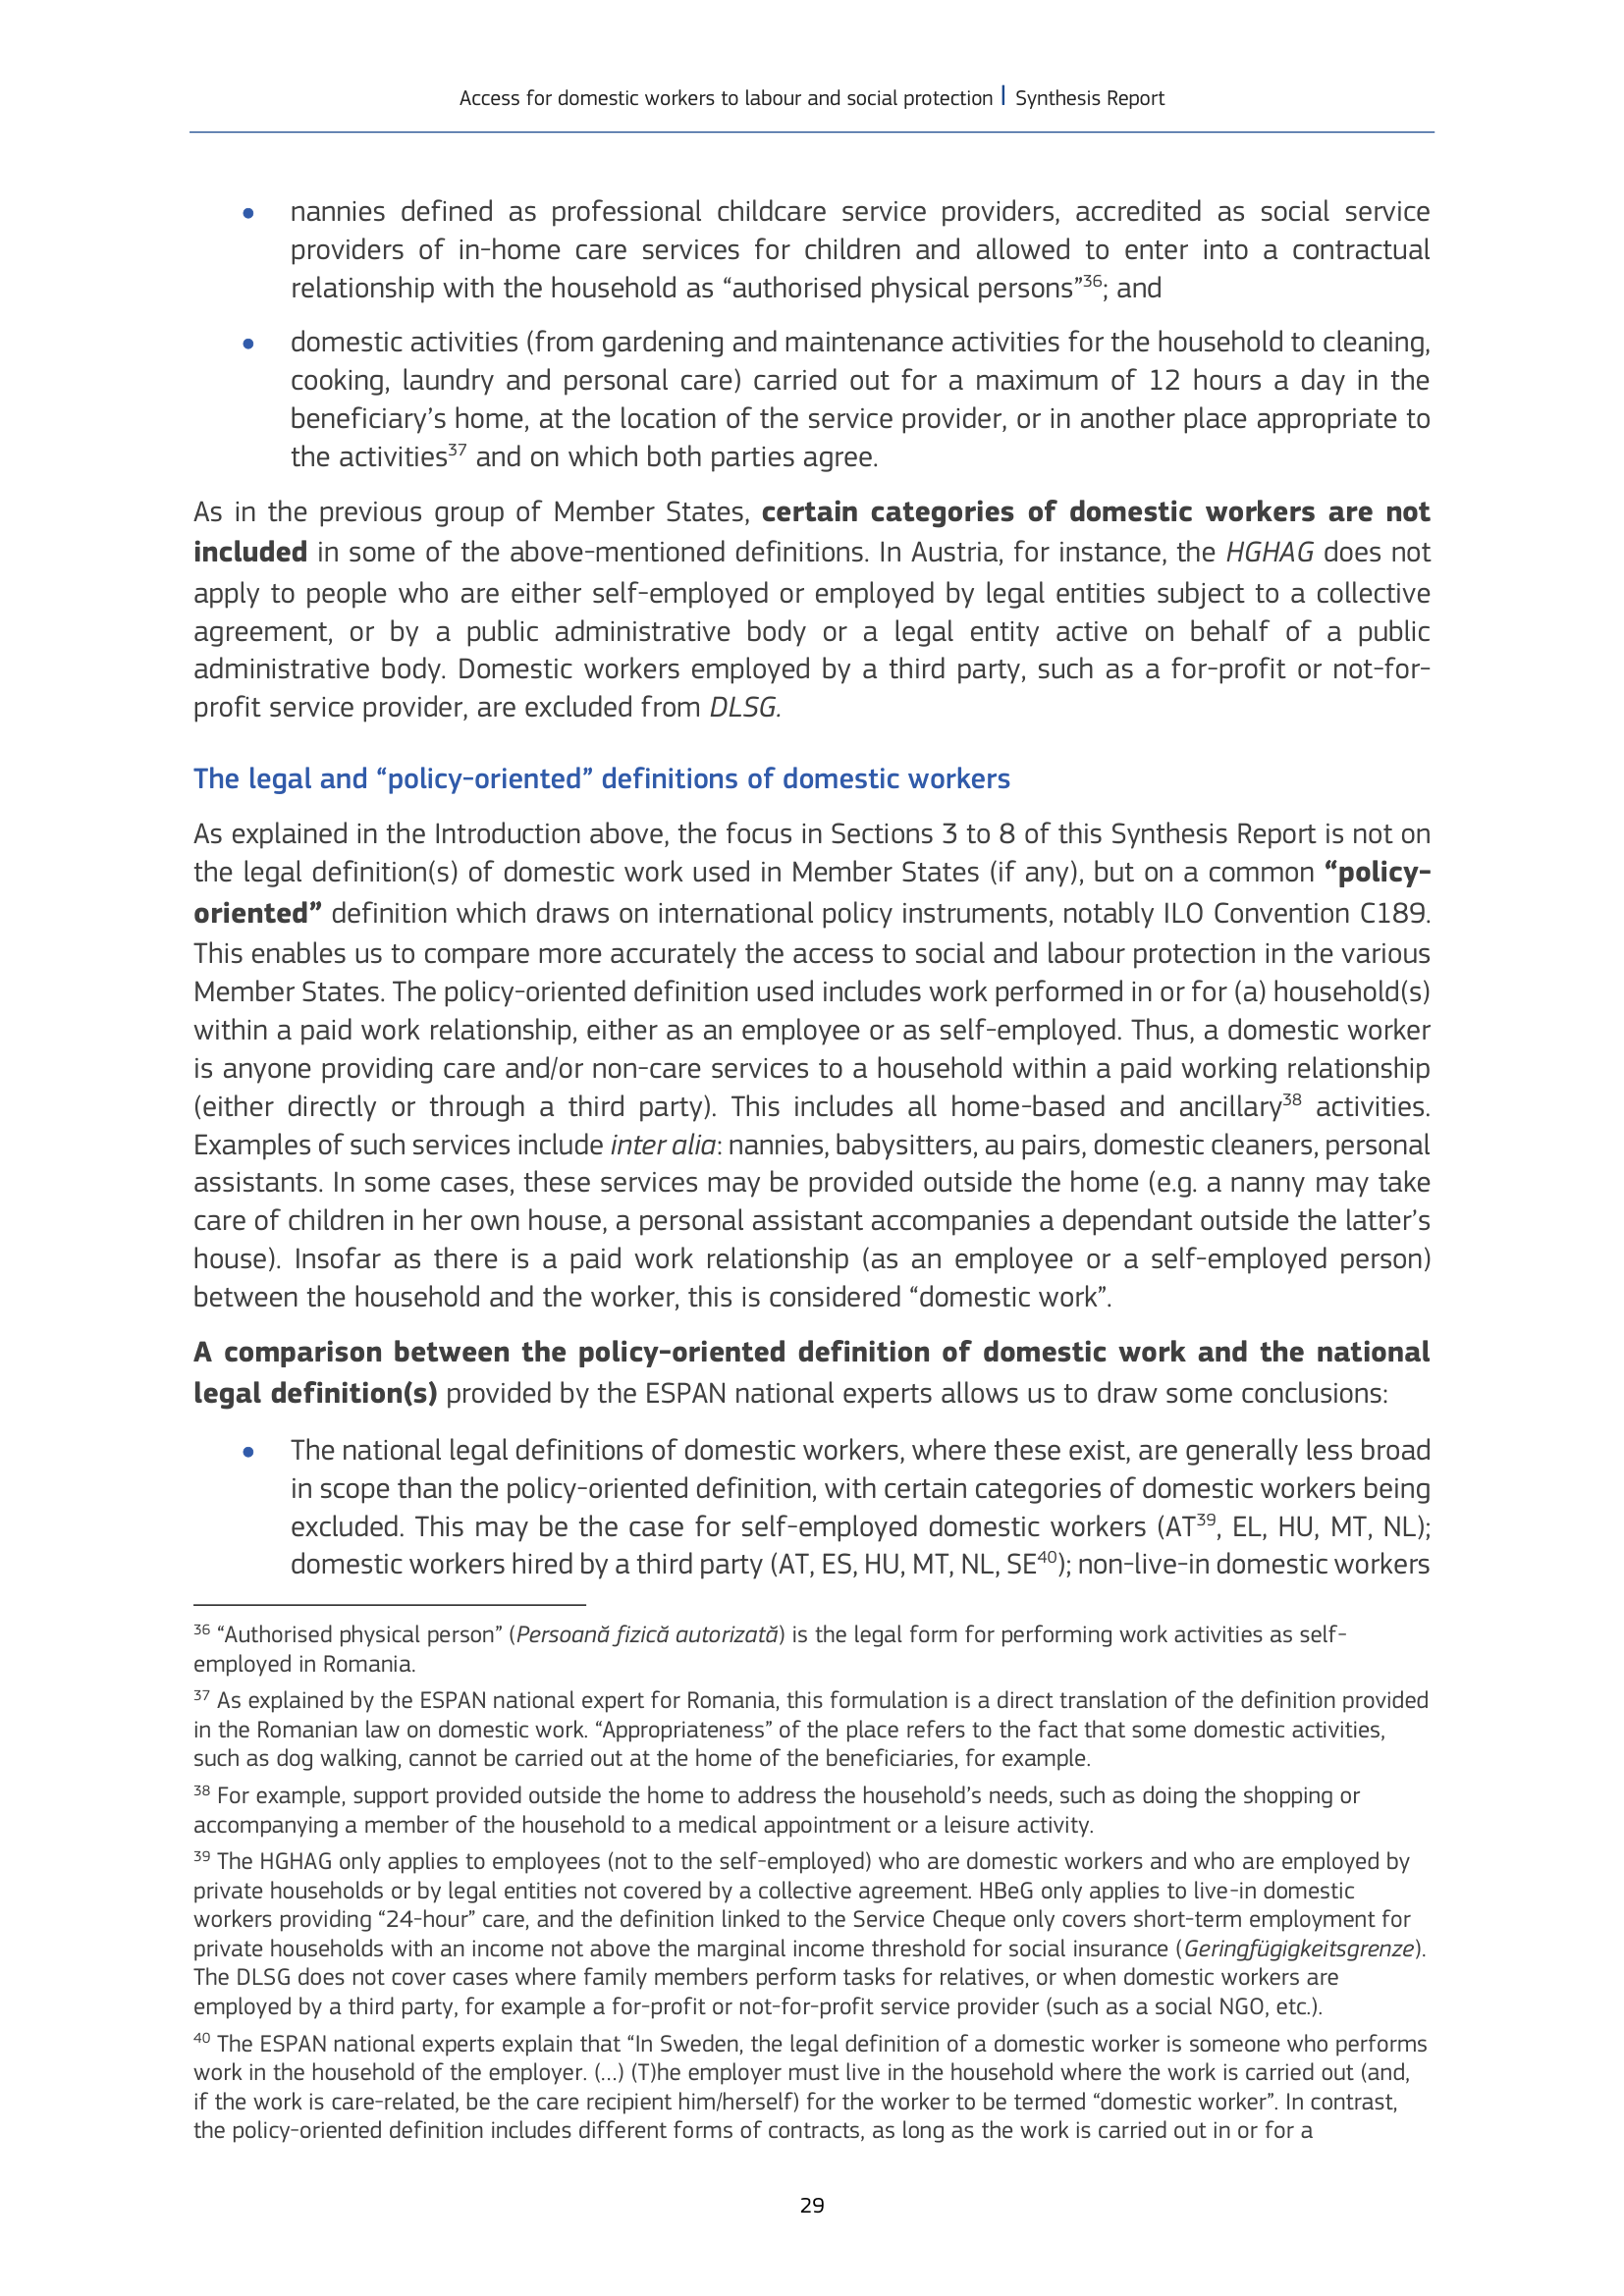 Access for domestic workers to labour and social protection | Synthesis Report
• nannies defined as professional childcare service providers, accredited as social service
providers of in-home care services for children and allowed to enter into a contractual
relationship with the household as “authorised physical persons”36; and
• domestic activities (from gardening and maintenance activities for the household to cleaning,
cooking, laundry and personal care) carried out for a maximum of 12 hours a day in the
beneficiary’s home, at the location of the service provider, or in another place appropriate to
the activities37 and on which both parties agree.
As in the previous group of Member States, certain categories of domestic workers are not
included in some of the above-mentioned definitions. In Austria, for instance, the HGHAG does not
apply to people who are either self-employed or employed by legal entities subject to a collective
agreement, or by a public administrative body or a legal entity active on behalf of a public
administrative body. Domestic workers employed by a third party, such as a for-profit or not-for-
profit service provider, are excluded from DLSG.
The legal and “policy-oriented” definitions of domestic workers
As explained in the Introduction above, the focus in Sections 3 to 8 of this Synthesis Report is not on
the legal definition(s) of domestic work used in Member States (if any), but on a common “policy-
oriented” definition which draws on international policy instruments, notably ILO Convention C189.
This enables us to compare more accurately the access to social and labour protection in the various
Member States. The policy-oriented definition used includes work performed in or for (a) household(s)
within a paid work relationship, either as an employee or as self-employed. Thus, a domestic worker
is anyone providing care and/or non-care services to a household within a paid working relationship
(either directly or through a third party). This includes all home-based and ancillary38 activities.
Examples of such services include inter alia: nannies, babysitters, au pairs, domestic cleaners, personal
assistants. In some cases, these services may be provided outside the home (e.g. a nanny may take
care of children in her own house, a personal assistant accompanies a dependant outside the latter’s
house). Insofar as there is a paid work relationship (as an employee or a self-employed person)
between the household and the worker, this is considered “domestic work”.
A comparison between the policy-oriented definition of domestic work and the national
legal definition(s) provided by the ESPAN national experts allows us to draw some conclusions:
• The national legal definitions of domestic workers, where these exist, are generally less broad
in scope than the policy-oriented definition, with certain categories of domestic workers being
excluded. This may be the case for self-employed domestic workers (AT39, EL, HU, MT, NL);
domestic workers hired by a third party (AT, ES, HU, MT, NL, SE40); non-live-in domestic workers
36 “Authorised physical person” (Persoană fizică autorizată) is the legal form for performing work activities as self-
employed in Romania.
37 As explained by the ESPAN national expert for Romania, this formulation is a direct translation of the definition provided
in the Romanian law on domestic work. “Appropriateness” of the place refers to the fact that some domestic activities,
such as dog walking, cannot be carried out at the home of the beneficiaries, for example.
38 For example, support provided outside the home to address the household’s needs, such as doing the shopping or
accompanying a member of the household to a medical appointment or a leisure activity.
39 The HGHAG only applies to employees (not to the self-employed) who are domestic workers and who are employed by
private households or by legal entities not covered by a collective agreement. HBeG only applies to live-in domestic
workers providing “24-hour” care, and the definition linked to the Service Cheque only covers short-term employment for
private households with an income not above the marginal income threshold for social insurance (Geringfügigkeitsgrenze).
The DLSG does not cover cases where family members perform tasks for relatives, or when domestic workers are
employed by a third party, for example a for-profit or not-for-profit service provider (such as a social NGO, etc.).
40 The ESPAN national experts explain that “In Sweden, the legal definition of a domestic worker is someone who performs
work in the household of the employer. (…) (T)he employer must live in the household where the work is carried out (and,
if the work is care-related, be the care recipient him/herself) for the worker to be termed “domestic worker”. In contrast,
the policy-oriented definition includes different forms of contracts, as long as the work is carried out in or for a
29